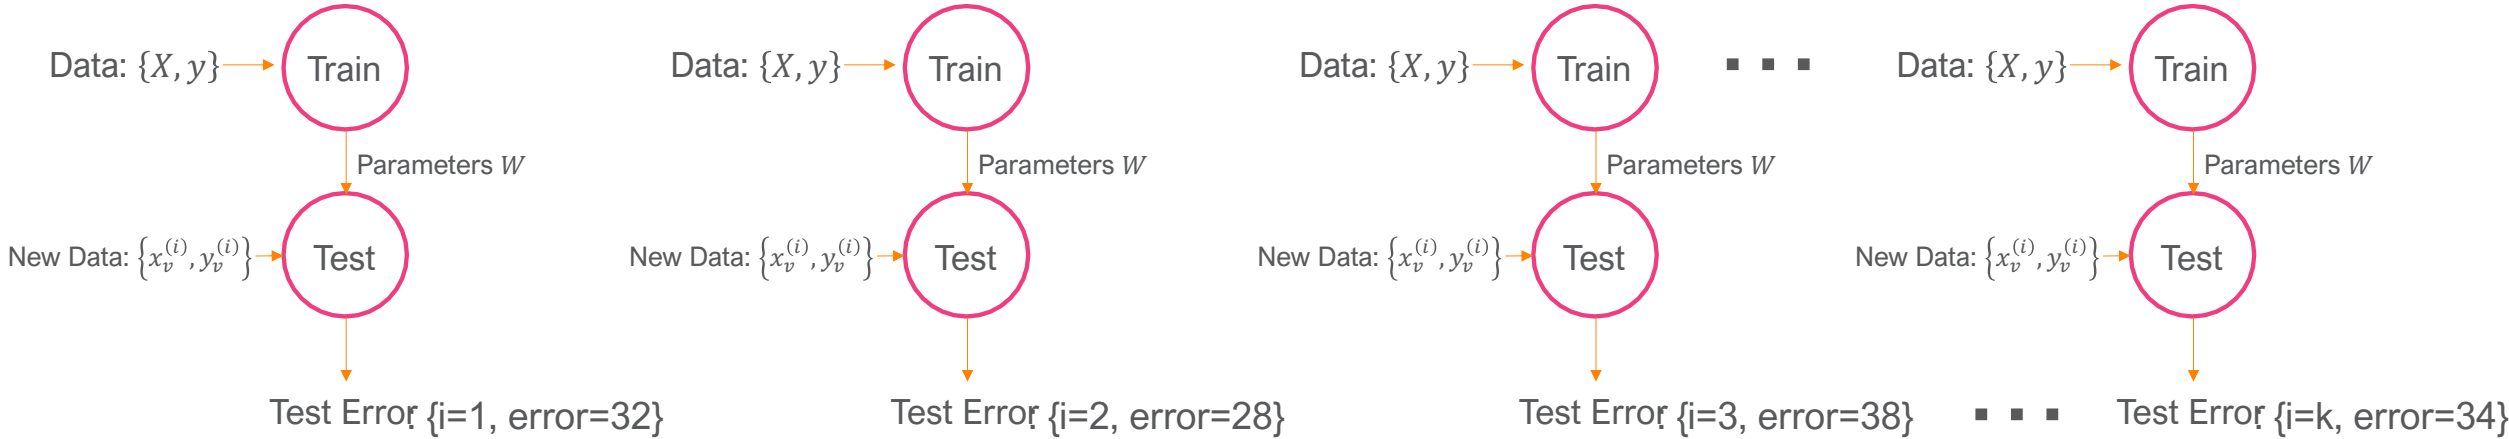 Data: {X, y} Train Data: {X, y} Train Data: {X, y} Train ▪ ▪ ▪ Data: {X, y} Train
Parameters W Parameters W Parameters W Parameters W
New Data: {x_v^(i), y_v^(i)} Test New Data: {x_v^(i), y_v^(i)} Test New Data: {x_v^(i), y_v^(i)} Test New Data: {x_v^(i), y_v^(i)} Test
Test Error: {i=1, error=32} Test Error: {i=2, error=28} Test Error: {i=3, error=38} ▪ ▪ ▪ Test Error: {i=k, error=34}